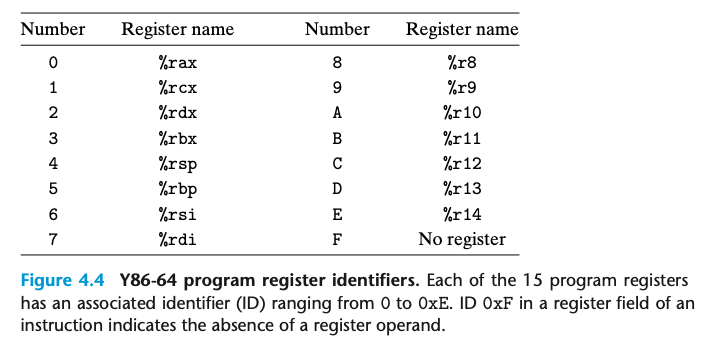 Number Register name Number Register name
0 %rax 8 %r8
1 %rcx 9 %r9
2 %rdx A %r10
3 %rbx B %r11
4 %rsp C %r12
5 %rbp D %r13
6 %rsi E %r14
7 %rdi F No register
Figure 4.4 Y86-64 program register identifiers. Each of the 15 program registers
has an associated identifier (ID) ranging from 0 to 0xE. ID 0xF in a register field of an
instruction indicates the absence of a register operand.